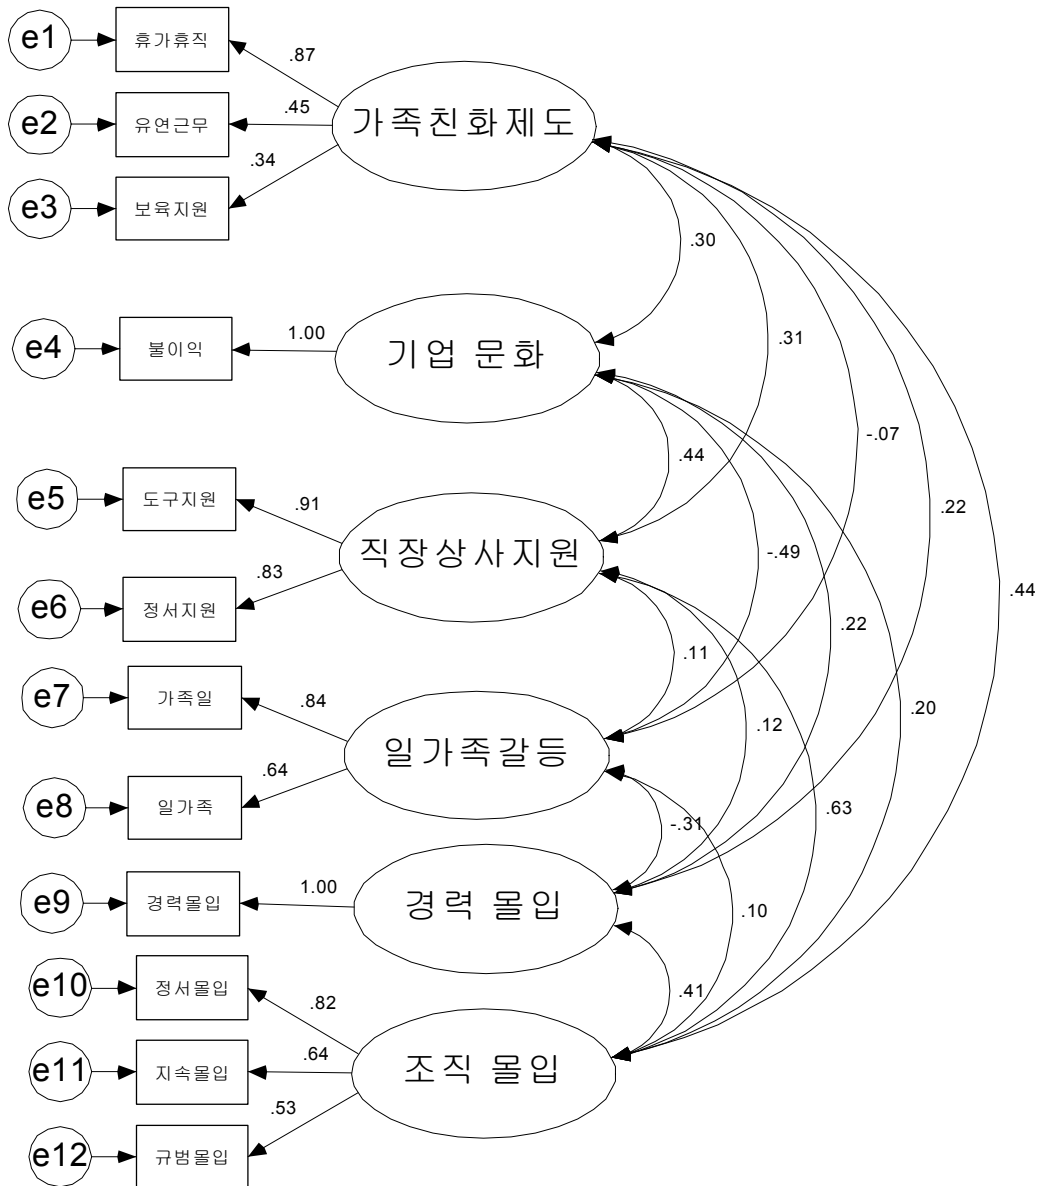 e1
휴가휴직
.87
e2
유연근무
.45
가족친화제도
e3
보육지원
.34
.30
e4
불이익
1.00
기업 문화
.31
-.07
.44
e5
도구지원
.91
직장상사지원
.22
-.49
e6
정서지원
.83
.44
.22
.11
e7
가족일
.84
일가족갈등
.12
.20
e8
일가족
.64
-.31
.63
e9
경력몰입
1.00
경력 몰입
.10
e10
정서몰입
.82
.41
e11
지속몰입
.64
조직 몰입
e12
규범몰입
.53